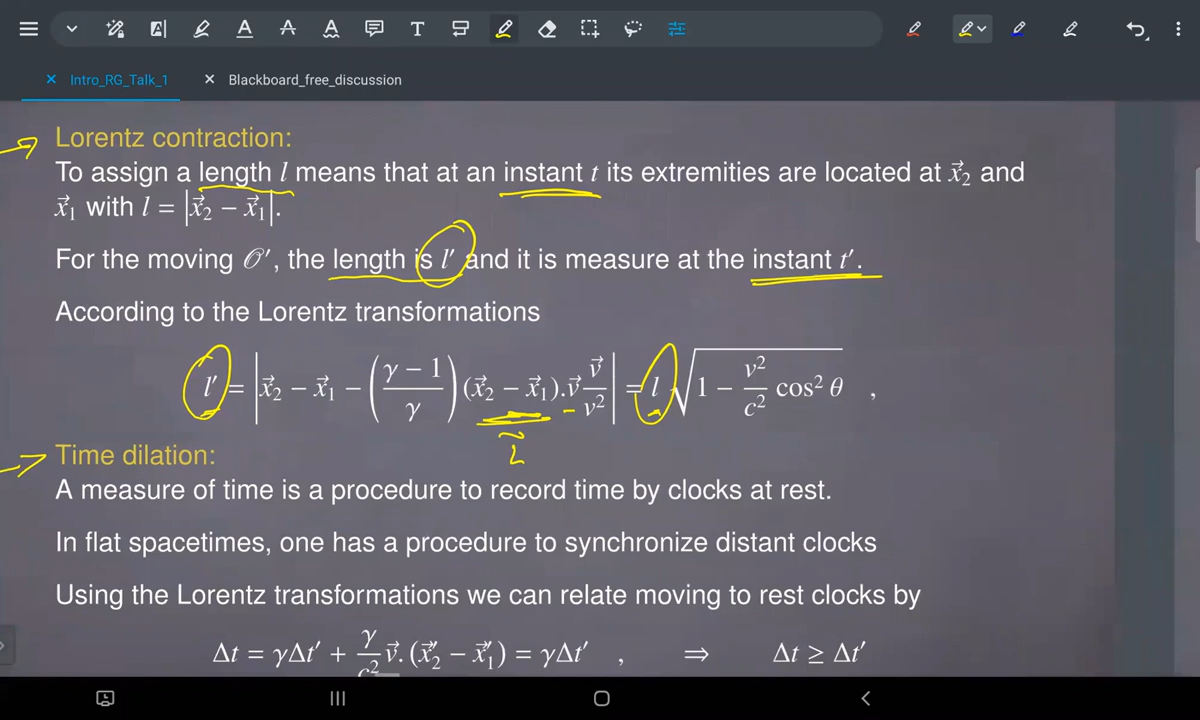 Intro_RG_Talk_1
Blackboard_free_discussion
Lorentz contraction:
To assign a length l means that at an instant t its extremities are located at x⃗₂ and
x⃗₁ with l = |x⃗₂ − x⃗₁|.
For the moving 𝒪′, the length is l′ and it is measure at the instant t′.
According to the Lorentz transformations
l′ = |x⃗₂ − x⃗₁ − ((γ − 1)/γ) (x⃗₂ − x⃗₁).v⃗ v⃗/v²| = l √(1 − v²/c² cos² θ) ,
Time dilation:
A measure of time is a procedure to record time by clocks at rest.
In flat spacetimes, one has a procedure to synchronize distant clocks
Using the Lorentz transformations we can relate moving to rest clocks by
Δt = γΔt′ + γ/c² v⃗. (x⃗′₂ − x⃗′₁) = γΔt′ , ⇒ Δt ≥ Δt′